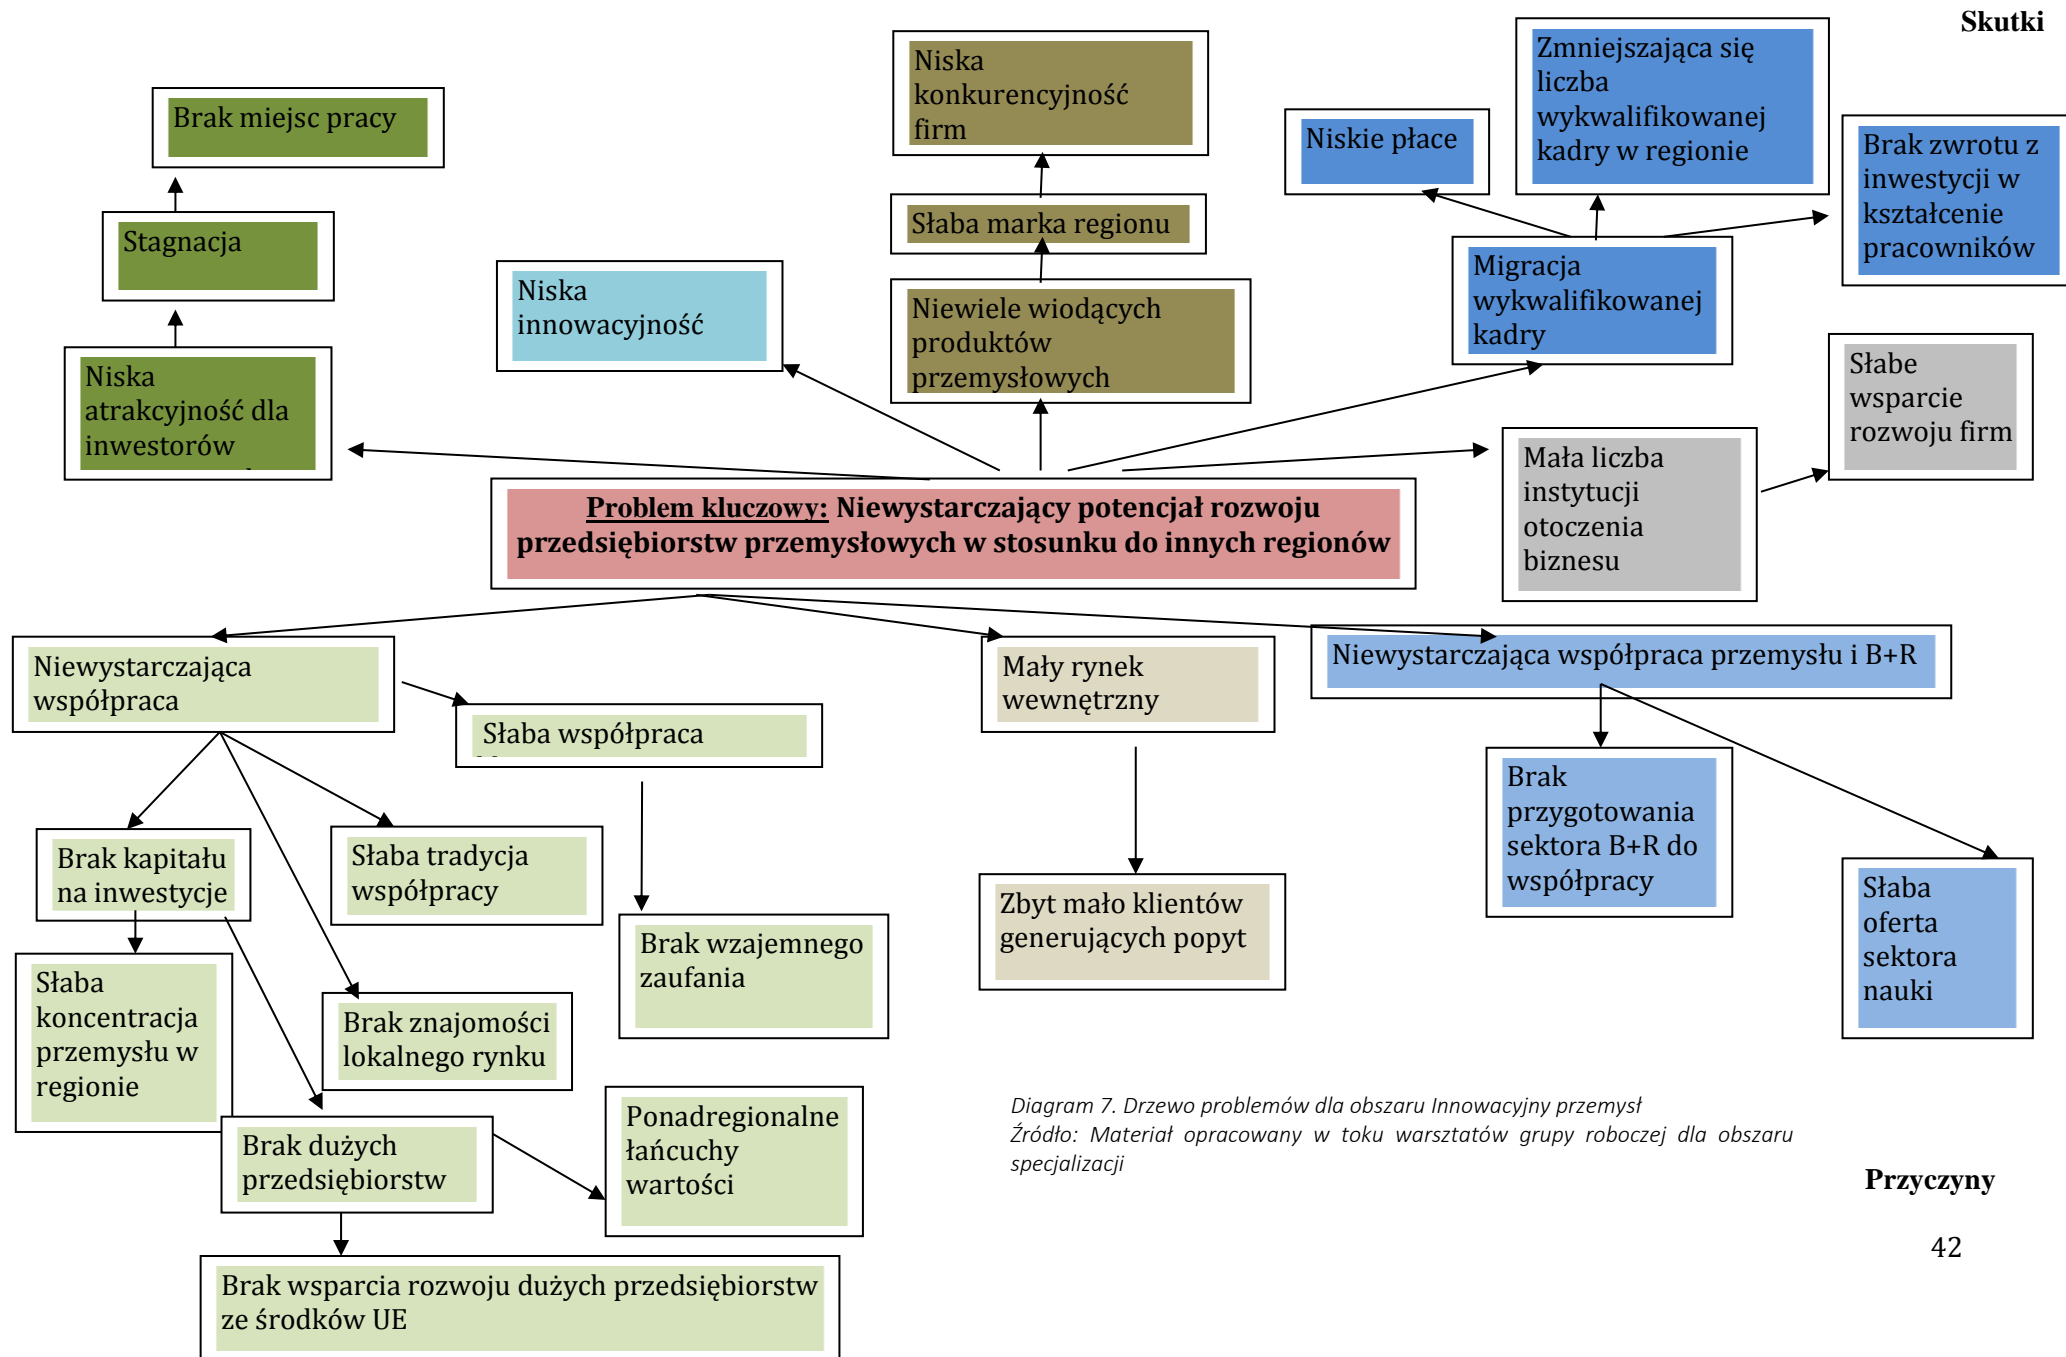 Skutki
Niska
konkurencyjność
firm
Zmniejszająca się
liczba
wykwalifikowanej
kadry w regionie
Brak miejsc pracy
Niskie płace
Brak zwrotu z
inwestycji w
kształcenie
pracowników
Stagnacja
Słaba marka regionu
Niska
innowacyjność
Niewiele wiodących
produktów
przemysłowych
Migracja
wykwalifikowanej
kadry
Niska
atrakcyjność dla
inwestorów
Słabe
wsparcie
rozwoju firm
Mała liczba
instytucji
otoczenia
biznesu
Problem kluczowy: Niewystarczający potencjał rozwoju
przedsiębiorstw przemysłowych w stosunku do innych regionów
Niewystarczająca
współpraca
Mały rynek
wewnętrzny
Niewystarczająca współpraca przemysłu i B+R
Słaba współpraca
Brak
przygotowania
sektora B+R do
współpracy
Brak kapitału
na inwestycje
Słaba tradycja
współpracy
Zbyt mało klientów
generujących popyt
Słaba
oferta
sektora
nauki
Brak wzajemnego
zaufania
Słaba
koncentracja
przemysłu w
regionie
Brak znajomości
lokalnego rynku
Brak dużych
przedsiębiorstw
Ponadregionalne
łańcuchy
wartości
Diagram 7. Drzewo problemów dla obszaru Innowacyjny przemysł
Źródło: Materiał opracowany w toku warsztatów grupy roboczej dla obszaru
specjalizacji
Przyczyny
42
Brak wsparcia rozwoju dużych przedsiębiorstw
ze środków UE